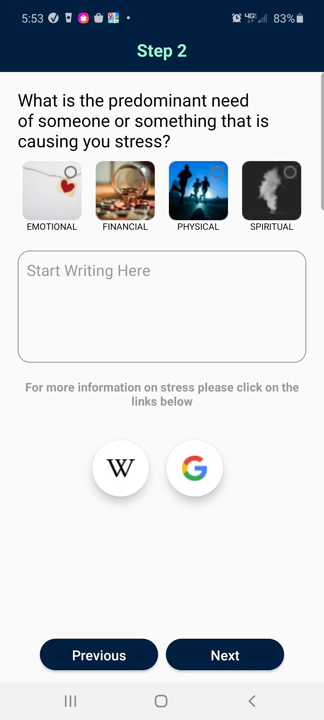 5:53
83%
Step 2
What is the predominant need
of someone or something that is
causing you stress?
EMOTIONAL
FINANCIAL
PHYSICAL
SPIRITUAL
Start Writing Here
For more information on stress please click on the
links below
W
G
Previous
Next